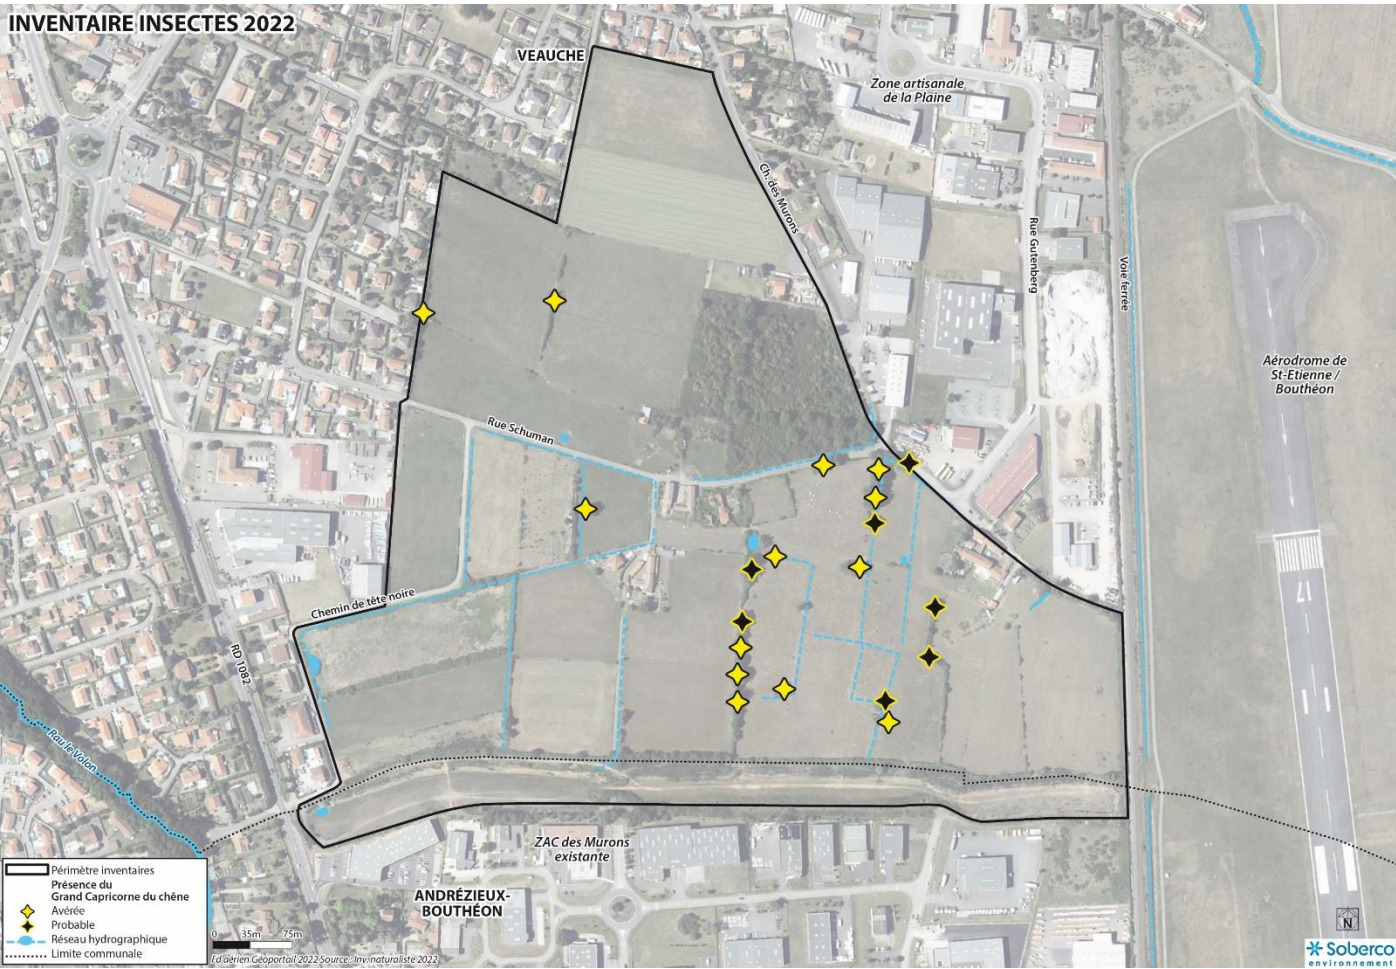 INVENTAIRE INSECTES 2022
VEAUCHE
Zone artisanale
de la Plaine
Ch. des Murons
Rue Gutenberg
Voie ferrée
Aérodrome de
St-Etienne /
Bouthéon
Rue Schuman
Chemin de tête noire
RD 1082
Rau le Volon
17
ZAC des Murons
existante
ANDRÉZIEUX-
BOUTHÉON
Périmètre inventaires
Présence du
Grand Capricorne du chêne
Avérée
Probable
Réseau hydrographique
Limite communale
0 35m 75m
Fd aérien Géoportail 2022 Source : Inv. naturaliste 2022
N
Soberco
environnement